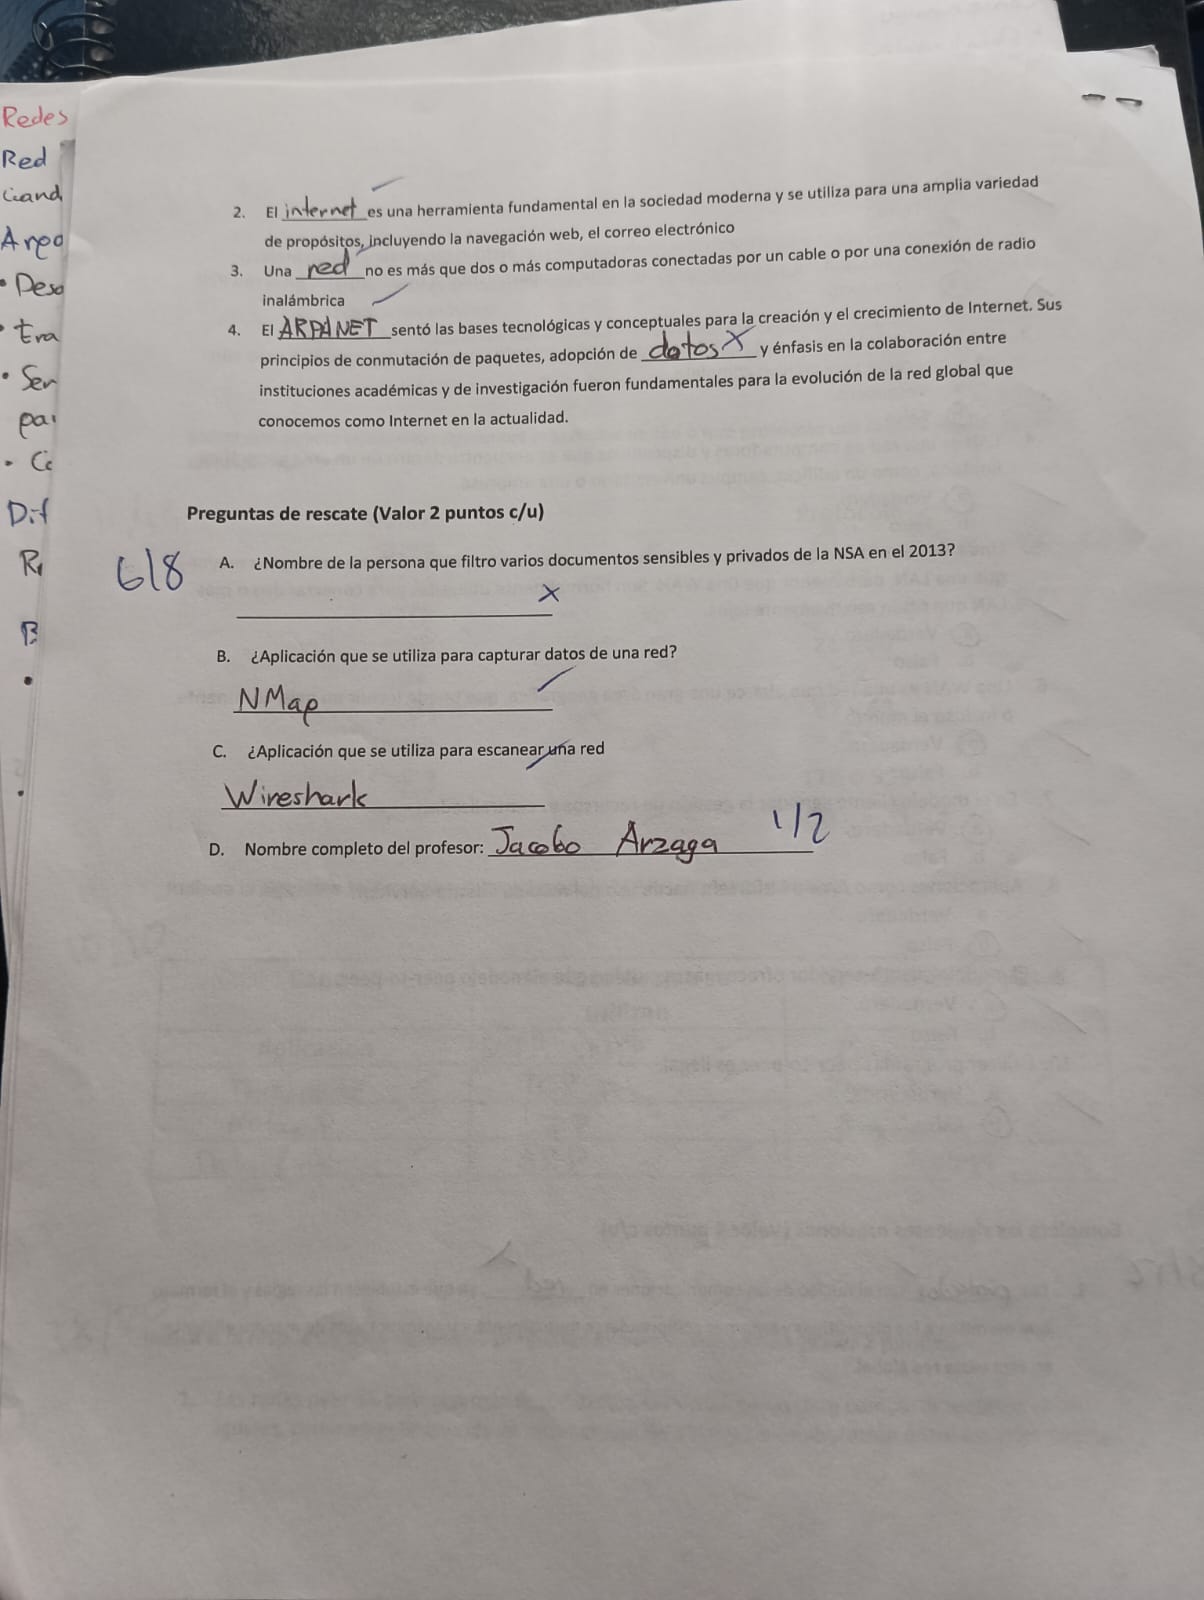 Redes
Red
Area
Era
Ser
Dif
2. El internet es una herramienta fundamental en la sociedad moderna y se utiliza para una amplia variedad
de propósitos, incluyendo la navegación web, el correo electrónico
3. Una red no es más que dos o más computadoras conectadas por un cable o por una conexión de radio
inalámbrica
4. El ARPANET sentó las bases tecnológicas y conceptuales para la creación y el crecimiento de Internet. Sus
principios de conmutación de paquetes, adopción de datos X y énfasis en la colaboración entre
instituciones académicas y de investigación fueron fundamentales para la evolución de la red global que
conocemos como Internet en la actualidad.
Preguntas de rescate (Valor 2 puntos c/u)
6/8
A. ¿Nombre de la persona que filtro varios documentos sensibles y privados de la NSA en el 2013?
X
B. ¿Aplicación que se utiliza para capturar datos de una red?
NMap
C. ¿Aplicación que se utiliza para escanear una red
Wireshark
D. Nombre completo del profesor: Jacobo Arzaga 1/2